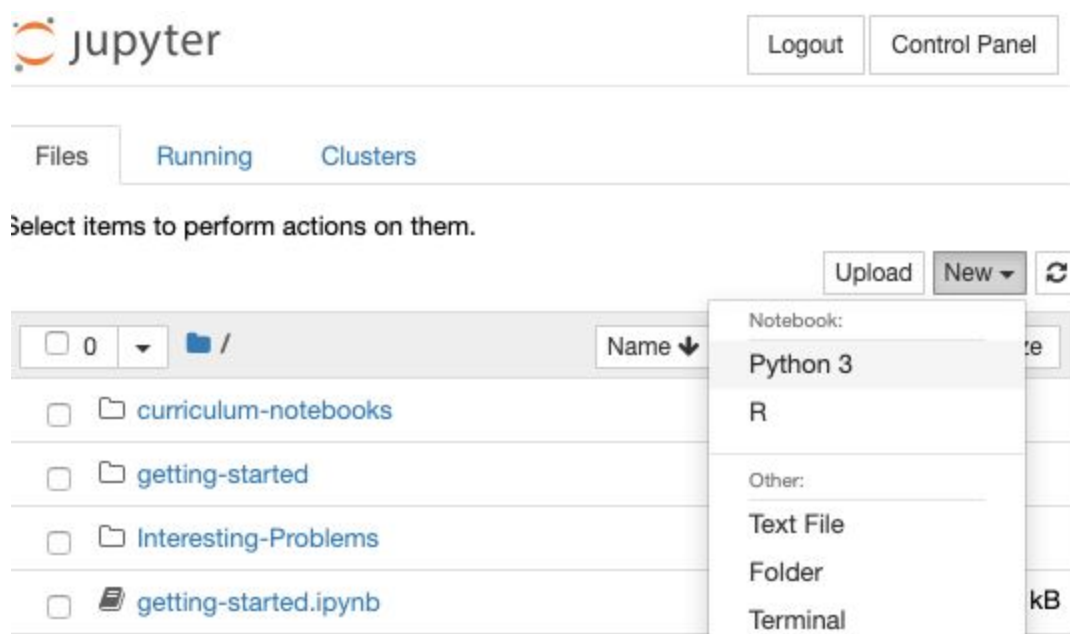 jupyter
Logout
Control Panel
Files
Running
Clusters
Select items to perform actions on them.
Upload
New
0
/
Name
Notebook:
Python 3
R
Other:
Text File
Folder
Terminal
curriculum-notebooks
getting-started
Interesting-Problems
getting-started.ipynb
kB